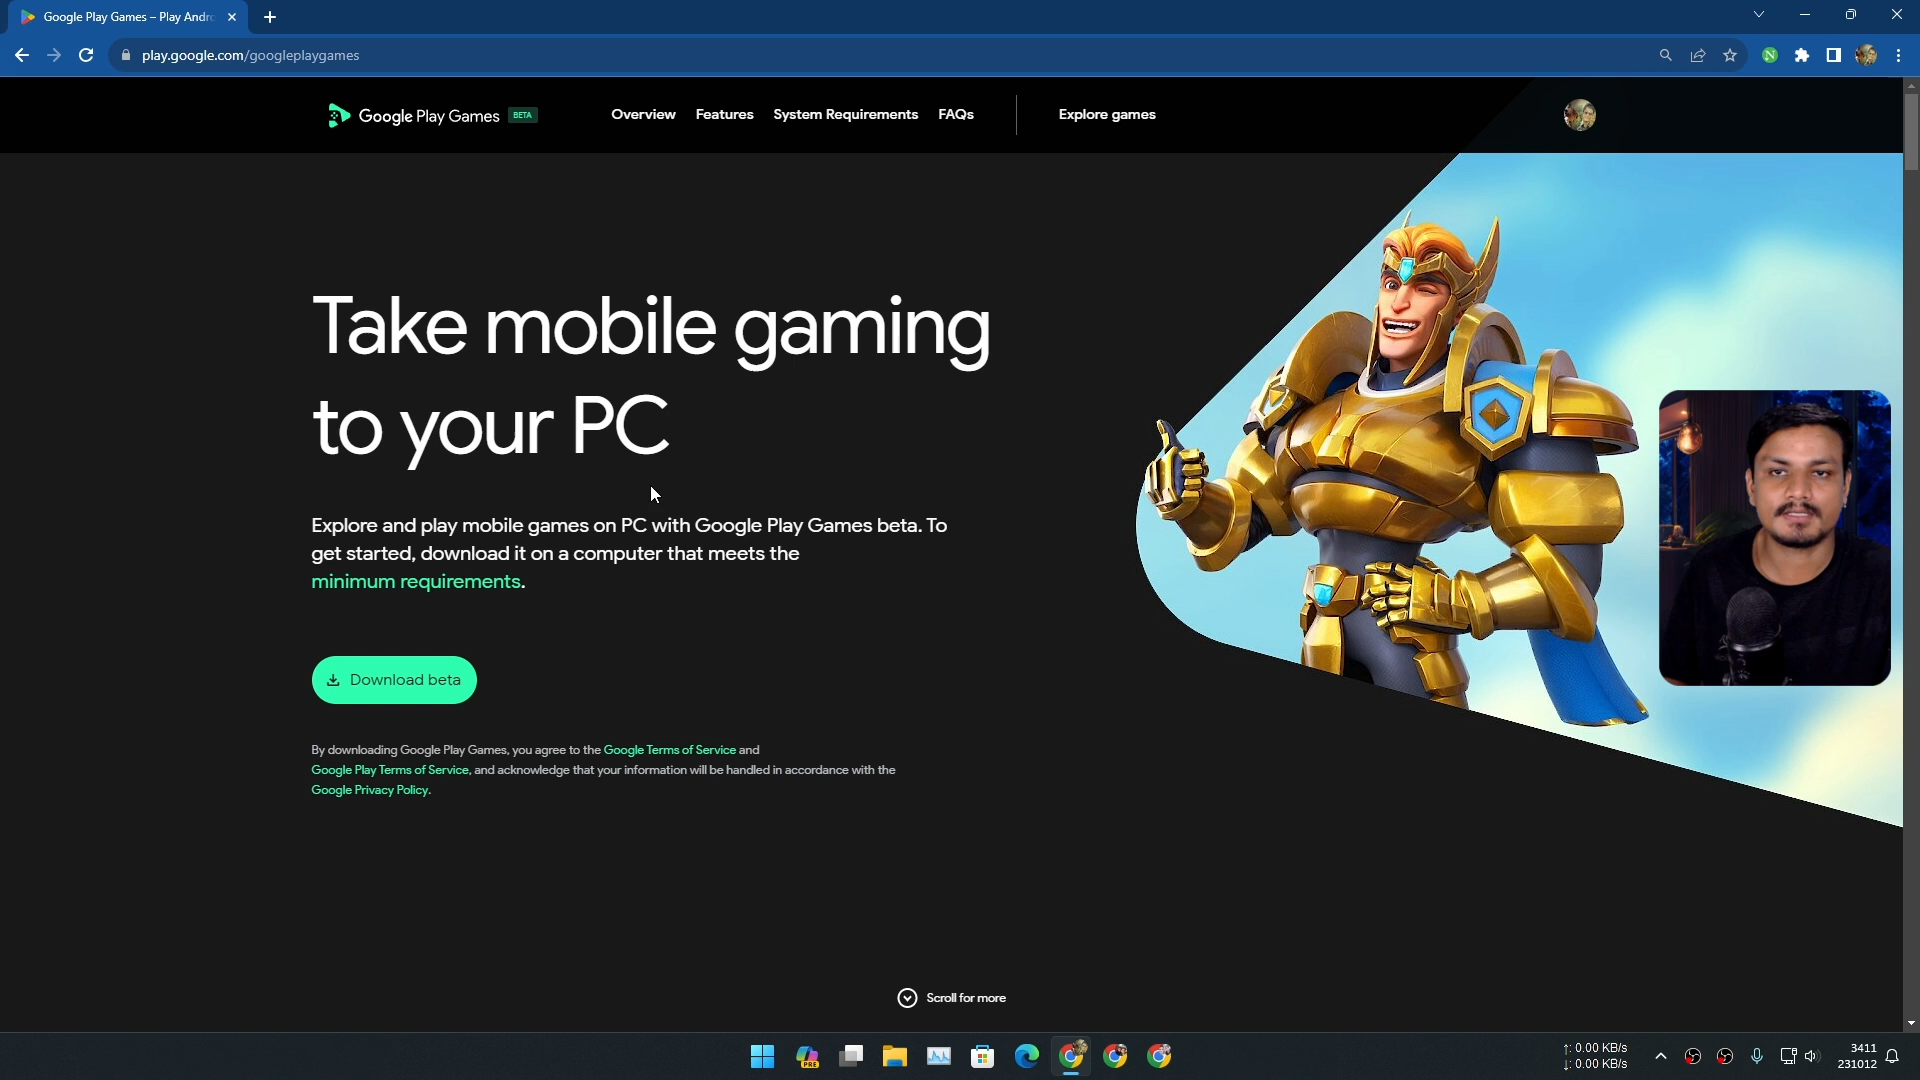 Google Play Games – Play Andro
play.google.com/googleplaygames
Google Play Games BETA
Overview Features System Requirements FAQs Explore games
Take mobile gaming
to your PC
Explore and play mobile games on PC with Google Play Games beta. To
get started, download it on a computer that meets the
minimum requirements.
Download beta
By downloading Google Play Games, you agree to the Google Terms of Service and
Google Play Terms of Service, and acknowledge that your information will be handled in accordance with the
Google Privacy Policy.
Scroll for more
PRE
↑: 0.00 KB/s
↓: 0.00 KB/s
3411
231012